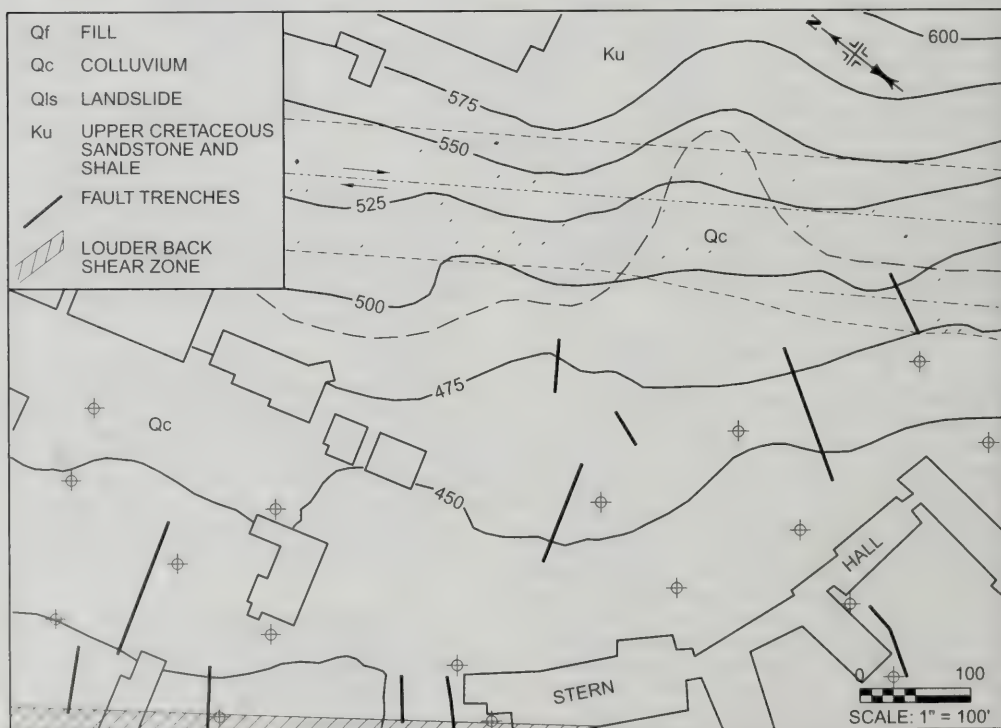 Qf FILL
Qc COLLUVIUM
Qls LANDSLIDE
Ku UPPER CRETACEOUS
SANDSTONE AND
SHALE
FAULT TRENCHES
LOUDER BACK
SHEAR ZONE
N
600
Ku
575
550
525
Qc
500
475
Qc
450
HALL
STERN
0 100
SCALE: 1" = 100'